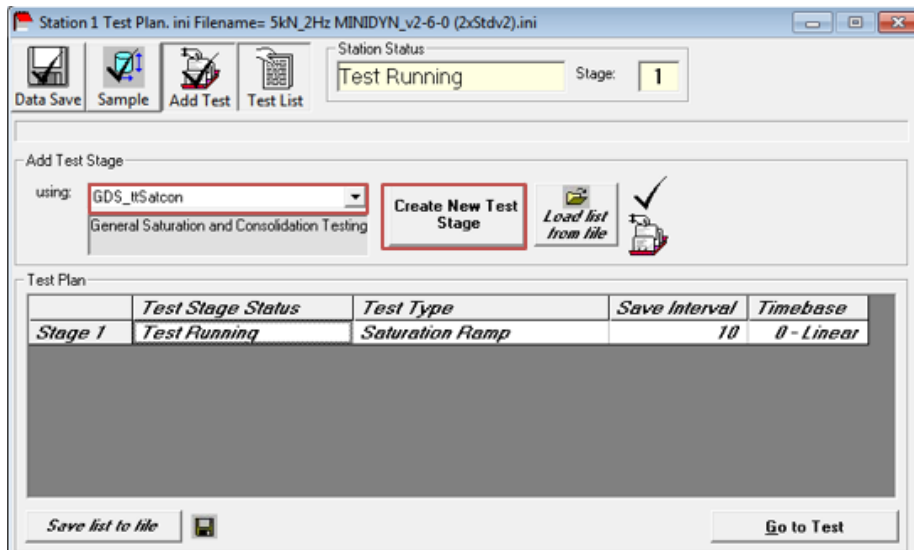 Station 1 Test Plan. ini Filename= 5kN_2Hz MINIDYN_v2-6-0 (2xStdv2).ini
Data Save
Sample
Add Test
Test List
Station Status
Test Running
Stage:
1
Add Test Stage
using:
GDS_ttSatcon
General Saturation and Consolidation Testing
Create New Test
Stage
Load list
from file
Test Plan
Test Stage Status Test Type Save Interval Timebase
Stage 1 Test Running Saturation Ramp 10 0 - Linear
Save list to file
Go to Test